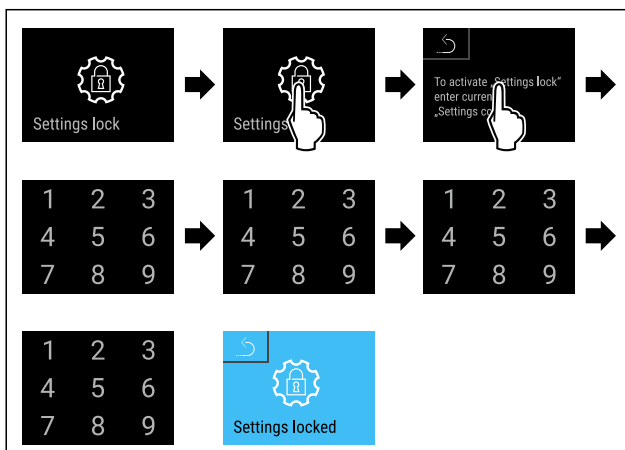 Settings lock
Settings
To activate „Settings lock“
enter curren
„Settings co
1 2 3
4 5 6
7 8 9
1 2 3
4 5 6
7 8 9
1 2 3
4 5 6
7 8 9
1 2 3
4 5 6
7 8 9
Settings locked